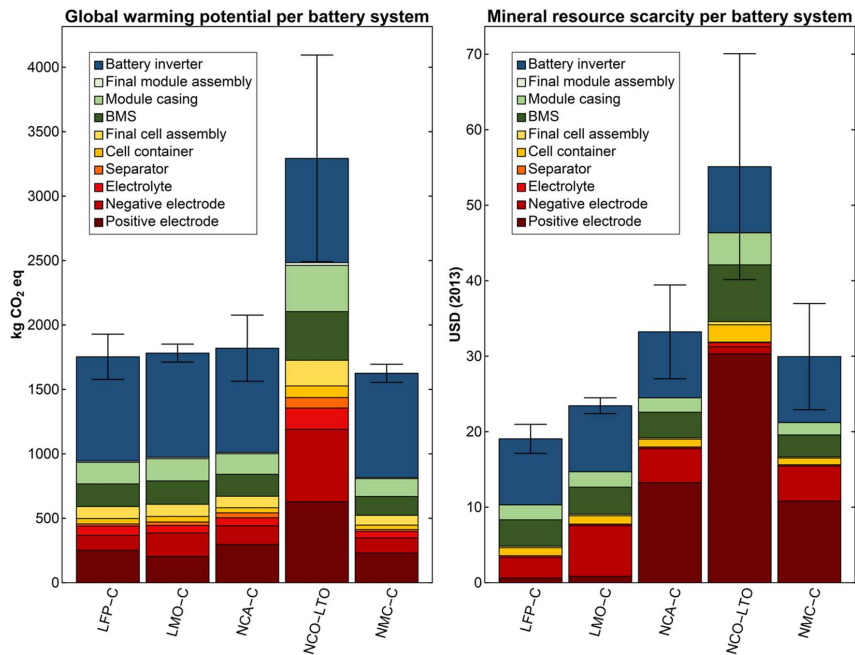 Global warming potential per battery system
4000
3500
3000
2500
2000
1500
1000
500
0
kg CO₂ eq
Battery inverter
Final module assembly
Module casing
BMS
Final cell assembly
Cell container
Separator
Electrolyte
Negative electrode
Positive electrode
LFP–C
LMO–C
NCA–C
NCO–LTO
NMC–C
Mineral resource scarcity per battery system
70
60
50
40
30
20
10
0
USD (2013)
Battery inverter
Final module assembly
Module casing
BMS
Final cell assembly
Cell container
Separator
Electrolyte
Negative electrode
Positive electrode
LFP–C
LMO–C
NCA–C
NCO–LTO
NMC–C